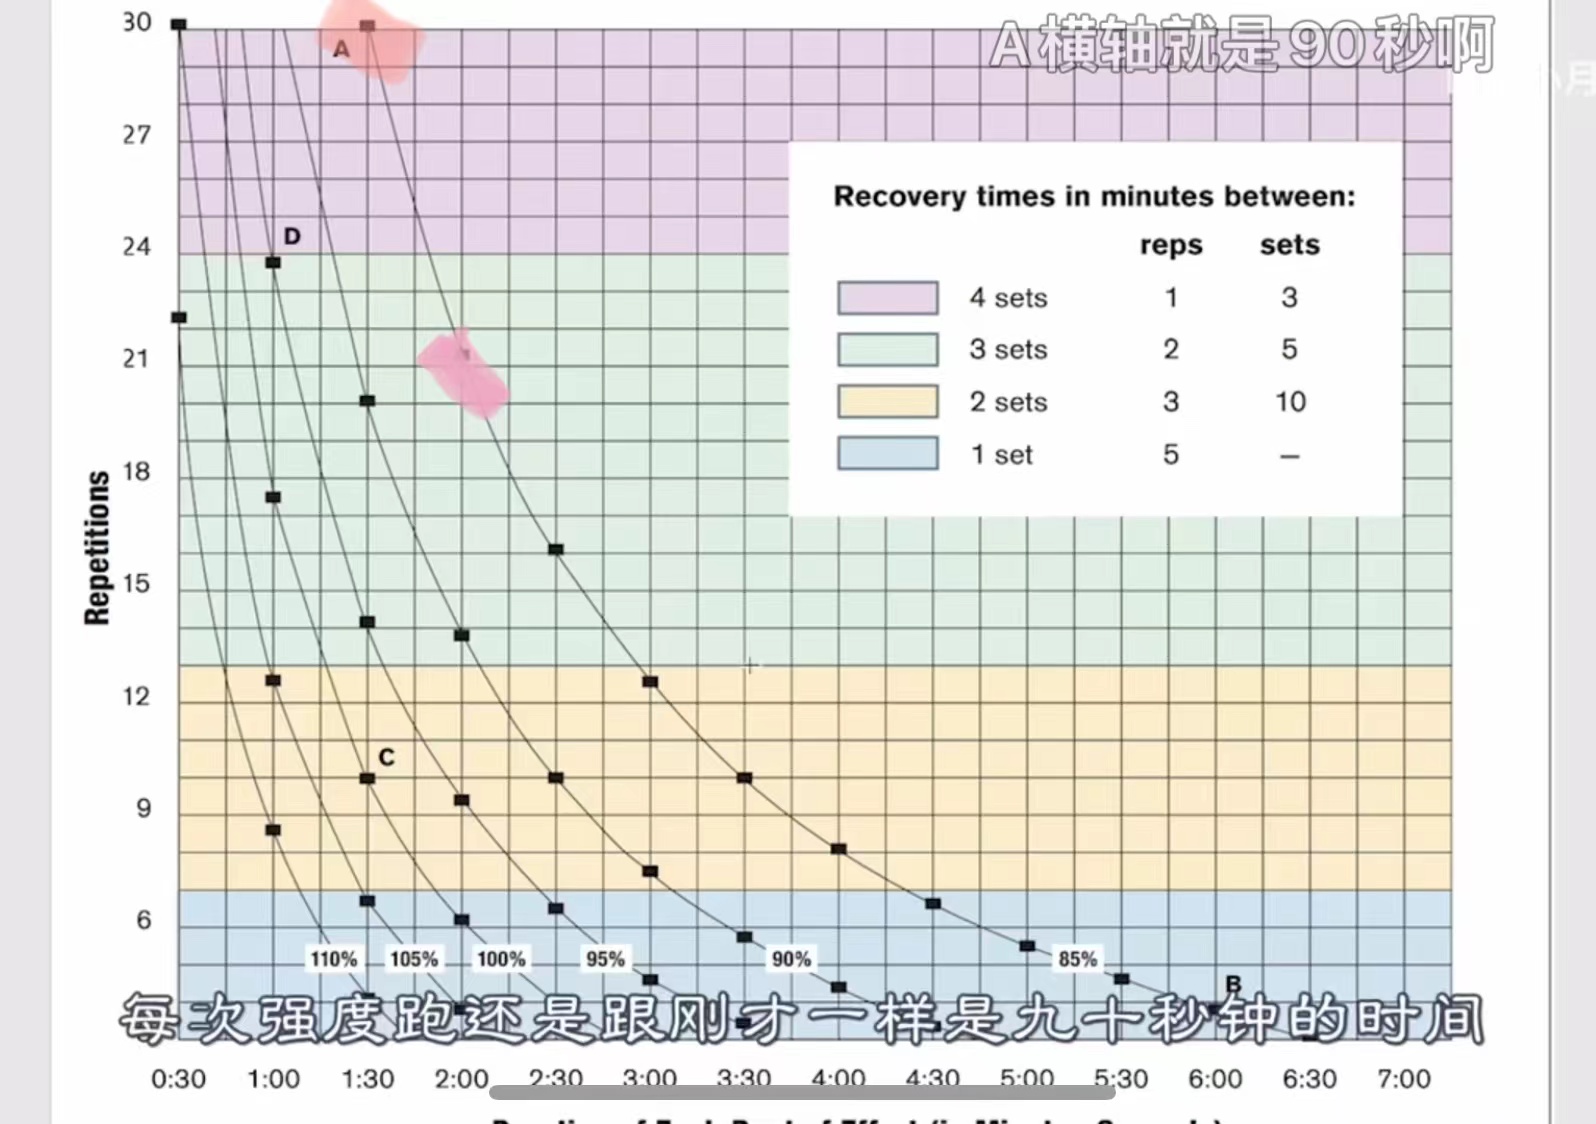 A横轴就是90秒啊
30
A
27
Recovery times in minutes between:
reps sets
D
24
4 sets 1 3
3 sets 2 5
21
2 sets 3 10
1 set 5 –
18
Repetitions
15
12
C
9
6
110% 105% 100% 95% 90% 85%
B
每次强度跑还是跟刚才一样是九十秒钟的时间
0:30 1:00 1:30 2:00 2:30 3:00 3:30 4:00 4:30 5:00 5:30 6:00 6:30 7:00